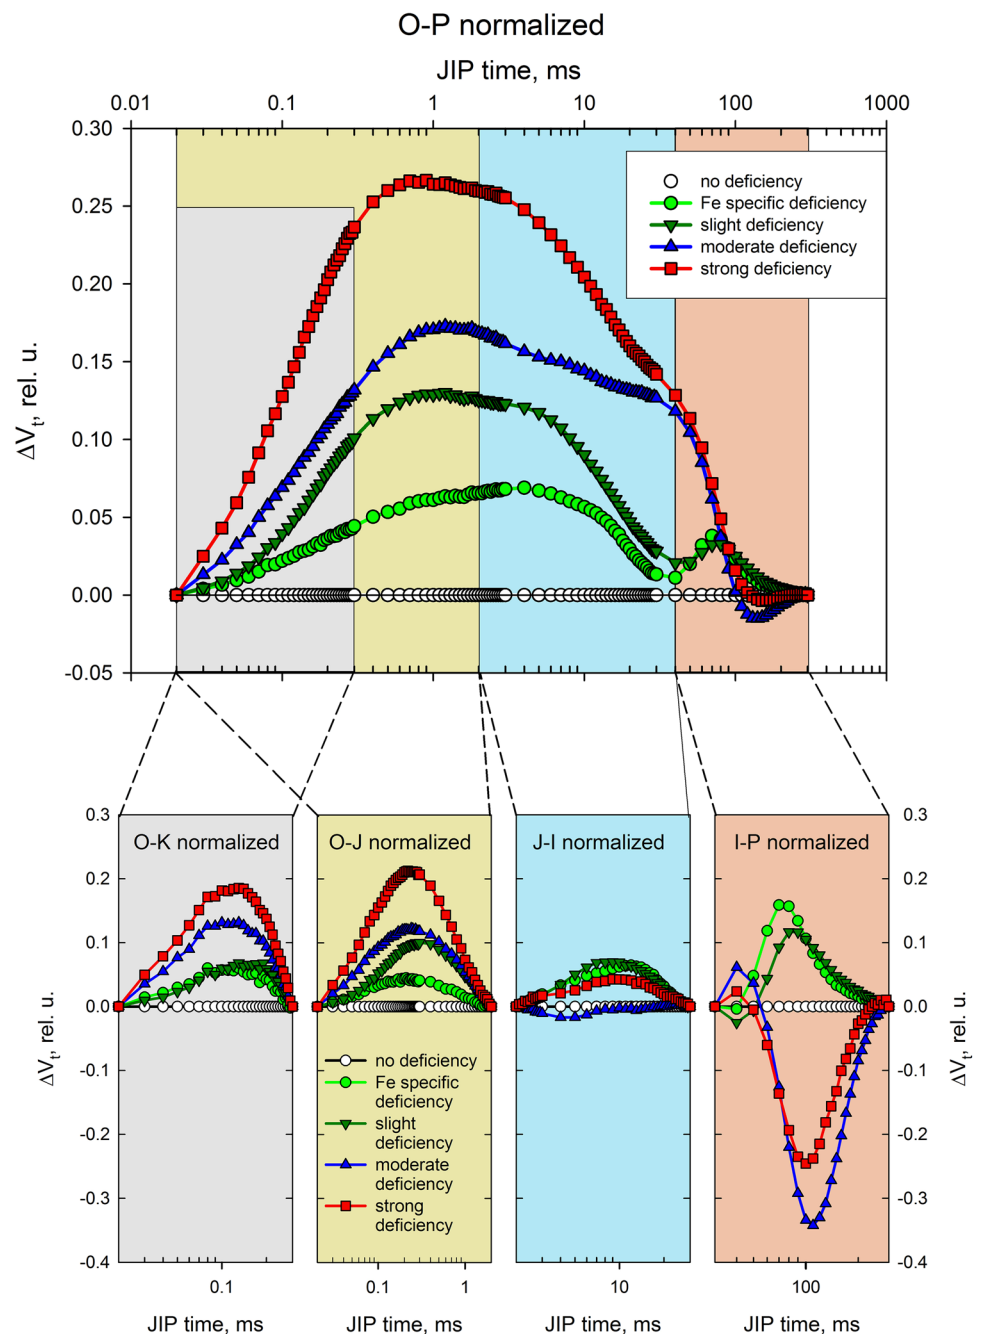 O-P normalized
JIP time, ms
0.01 0.1 1 10 100 1000
0.30
0.25
0.20
0.15
0.10
0.05
0.00
-0.05
ΔVt, rel. u.
no deficiency
Fe specific deficiency
slight deficiency
moderate deficiency
strong deficiency
0.3 0.3
O-K normalized O-J normalized J-I normalized I-P normalized
0.2 0.2
0.1 0.1
0.0 0.0
-0.1 -0.1
-0.2 -0.2
-0.3 -0.3
-0.4 -0.4
ΔVt, rel. u.
ΔVt, rel. u.
no deficiency
Fe specific
deficiency
slight
deficiency
moderate
deficiency
strong
deficiency
0.1 0.1 1 10 100
JIP time, ms JIP time, ms JIP time, ms JIP time, ms